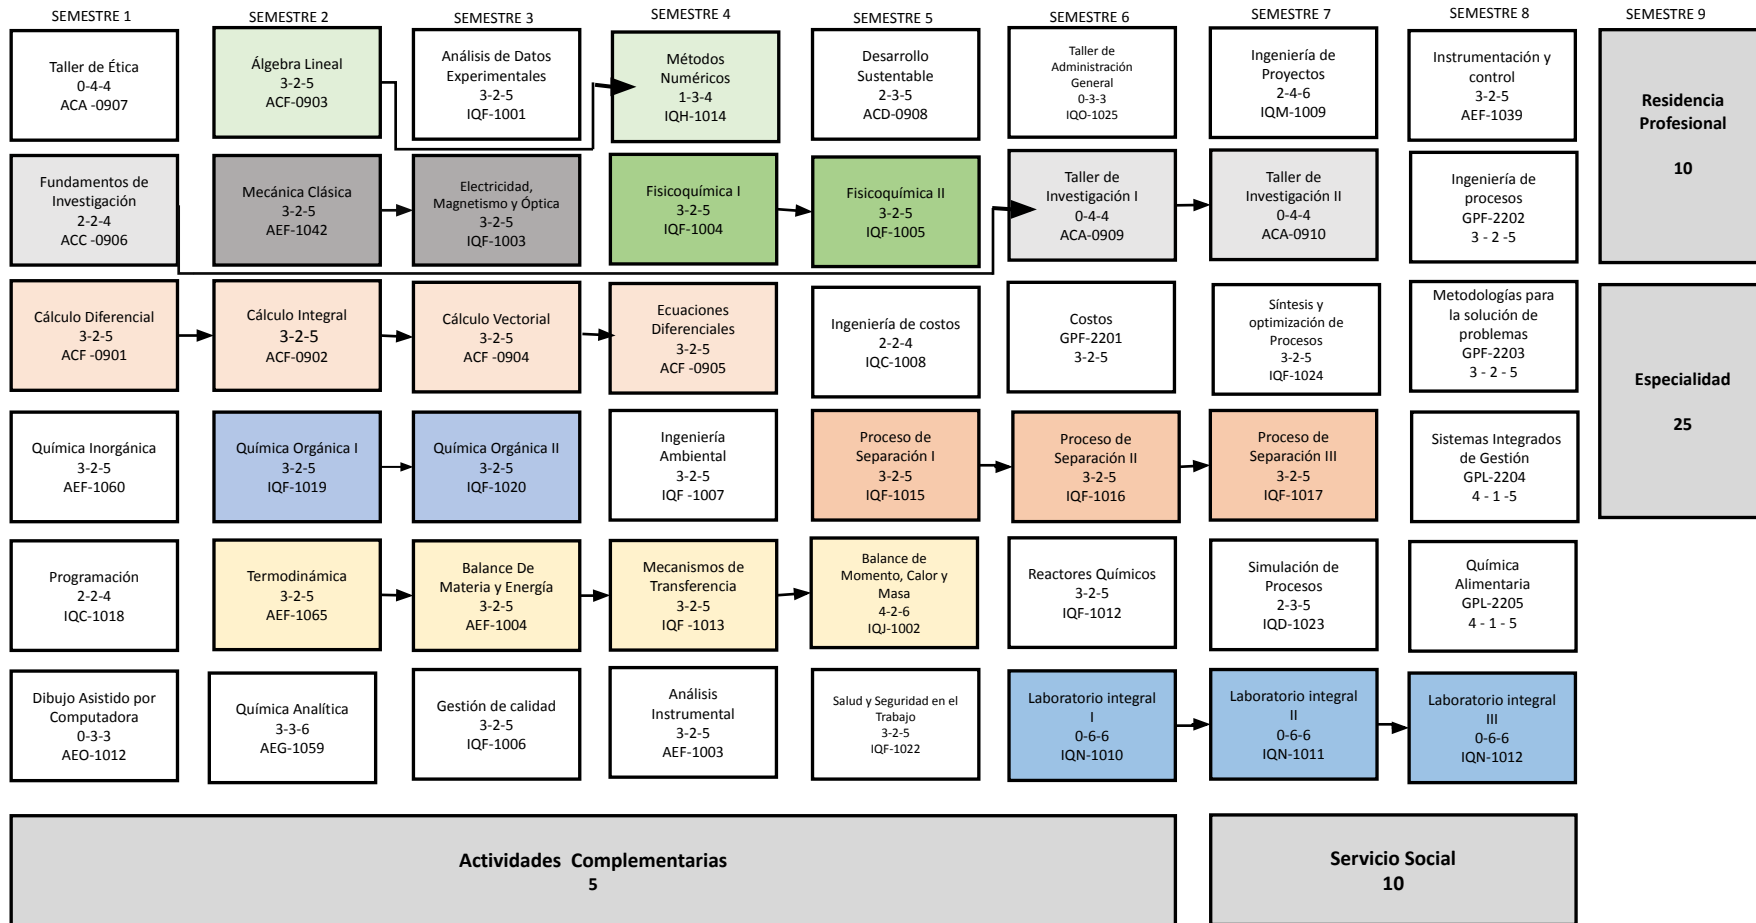 SEMESTRE 1
SEMESTRE 2
SEMESTRE 3
SEMESTRE 4
SEMESTRE 5
SEMESTRE 6
SEMESTRE 7
SEMESTRE 8
SEMESTRE 9
Taller de Ética
0-4-4
ACA -0907
Álgebra Lineal
3-2-5
ACF-0903
Análisis de Datos
Experimentales
3-2-5
IQF-1001
Métodos
Numéricos
1-3-4
IQH-1014
Desarrollo
Sustentable
2-3-5
ACD-0908
Taller de
Administración
General
0-3-3
IQO-1025
Ingeniería de
Proyectos
2-4-6
IQM-1009
Instrumentación y
control
3-2-5
AEF-1039
Residencia
Profesional
10
Fundamentos de
Investigación
2-2-4
ACC -0906
Mecánica Clásica
3-2-5
AEF-1042
Electricidad,
Magnetismo y Óptica
3-2-5
IQF-1003
Fisicoquímica I
3-2-5
IQF-1004
Fisicoquímica II
3-2-5
IQF-1005
Taller de
Investigación I
0-4-4
ACA-0909
Taller de
Investigación II
0-4-4
ACA-0910
Ingeniería de
procesos
GPF-2202
3 - 2 -5
Cálculo Diferencial
3-2-5
ACF -0901
Cálculo Integral
3-2-5
ACF-0902
Cálculo Vectorial
3-2-5
ACF -0904
Ecuaciones
Diferenciales
3-2-5
ACF -0905
Ingeniería de costos
2-2-4
IQC-1008
Costos
GPF-2201
3-2-5
Síntesis y
optimización de
Procesos
3-2-5
IQF-1024
Metodologías para
la solución de
problemas
GPF-2203
3 - 2 - 5
Especialidad
25
Química Inorgánica
3-2-5
AEF-1060
Química Orgánica I
3-2-5
IQF-1019
Química Orgánica II
3-2-5
IQF-1020
Ingeniería
Ambiental
3-2-5
IQF -1007
Proceso de
Separación I
3-2-5
IQF-1015
Proceso de
Separación II
3-2-5
IQF-1016
Proceso de
Separación III
3-2-5
IQF-1017
Sistemas Integrados
de Gestión
GPL-2204
4 - 1 -5
Programación
2-2-4
IQC-1018
Termodinámica
3-2-5
AEF-1065
Balance De
Materia y Energía
3-2-5
AEF-1004
Mecanismos de
Transferencia
3-2-5
IQF -1013
Balance de
Momento, Calor y
Masa
4-2-6
IQJ-1002
Reactores Químicos
3-2-5
IQF-1012
Simulación de
Procesos
2-3-5
IQD-1023
Química
Alimentaria
GPL-2205
4 - 1 - 5
Dibujo Asistido por
Computadora
0-3-3
AEO-1012
Química Analítica
3-3-6
AEG-1059
Gestión de calidad
3-2-5
IQF-1006
Análisis
Instrumental
3-2-5
AEF-1003
Salud y Seguridad en el
Trabajo
3-2-5
IQF-1022
Laboratorio integral
I
0-6-6
IQN-1010
Laboratorio integral
II
0-6-6
IQN-1011
Laboratorio integral
III
0-6-6
IQN-1012
Actividades Complementarias
5
Servicio Social
10